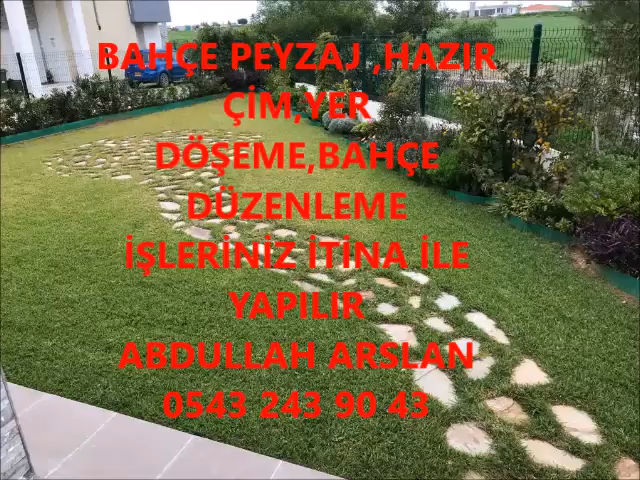 BAHÇE PEYZAJ ,HAZIR
ÇİM,YER
DÖŞEME,BAHÇE
DÜZENLEME
İŞLERİNİZ İTİNA İLE
YAPILIR
ABDULLAH ARSLAN
0543 243 90 43